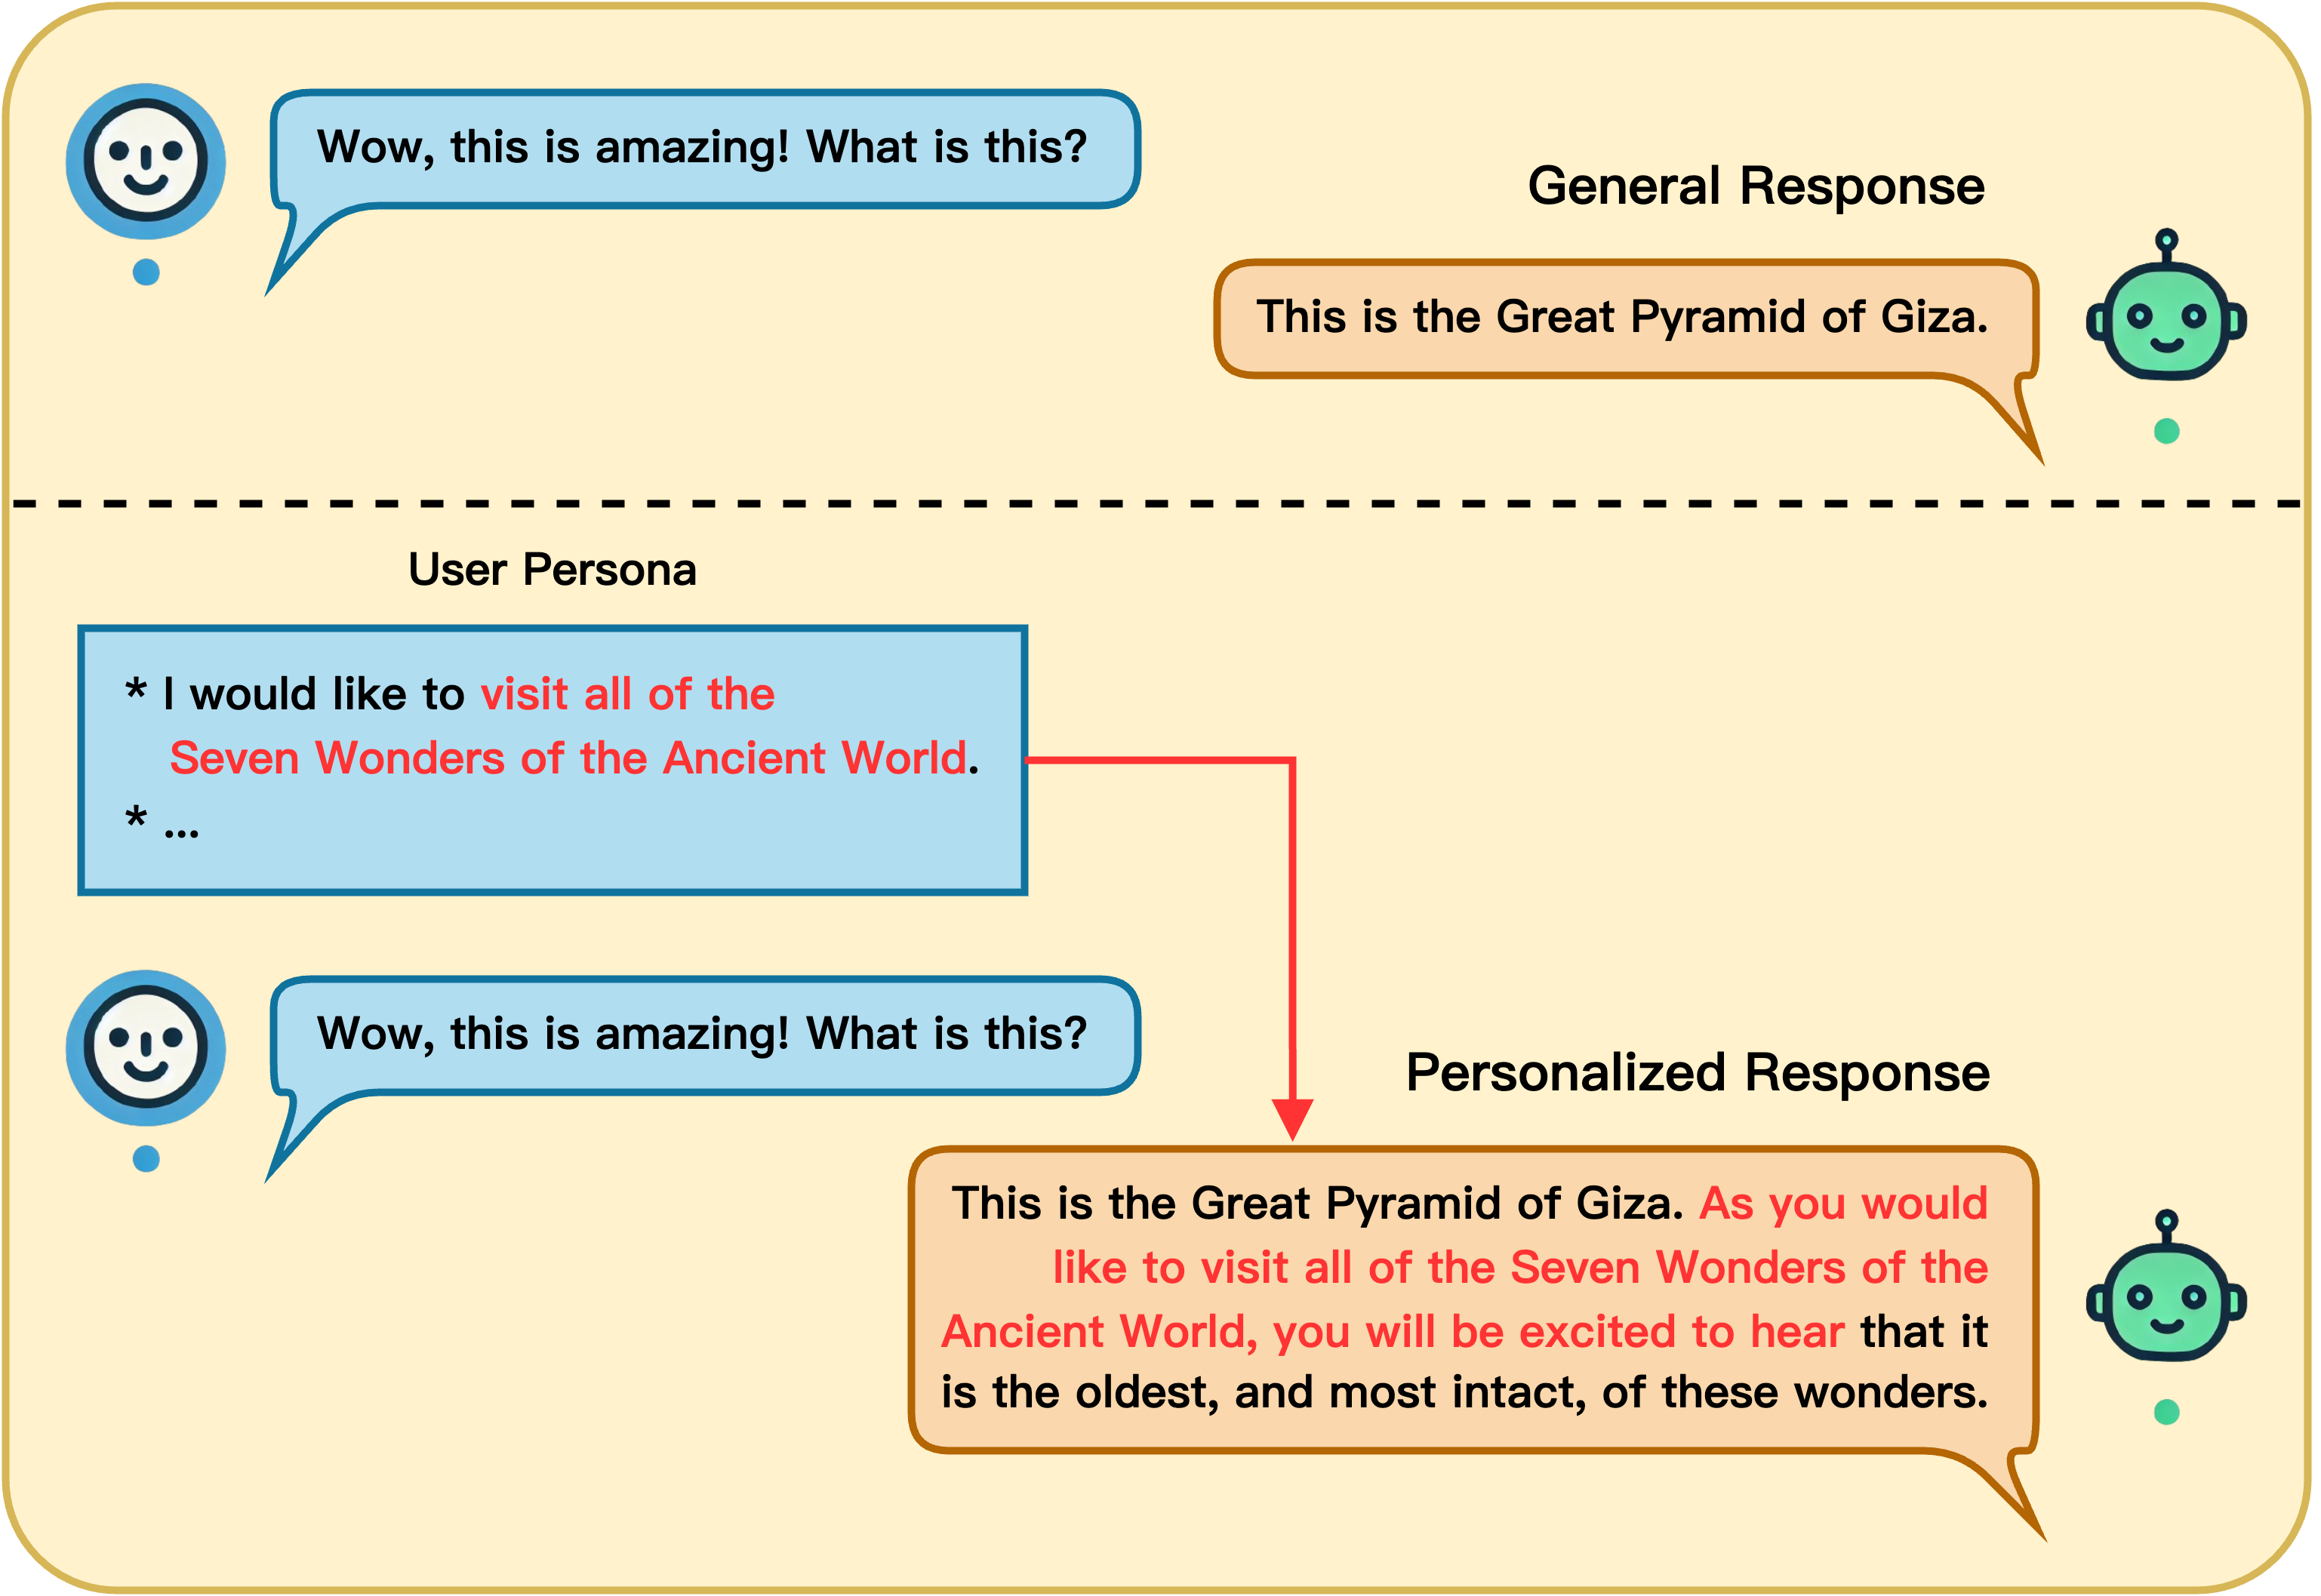 Wow, this is amazing! What is this?
General Response
This is the Great Pyramid of Giza.
User Persona
* I would like to visit all of the
Seven Wonders of the Ancient World.
* ...
Wow, this is amazing! What is this?
Personalized Response
This is the Great Pyramid of Giza. As you would
like to visit all of the Seven Wonders of the
Ancient World, you will be excited to hear that it
is the oldest, and most intact, of these wonders.